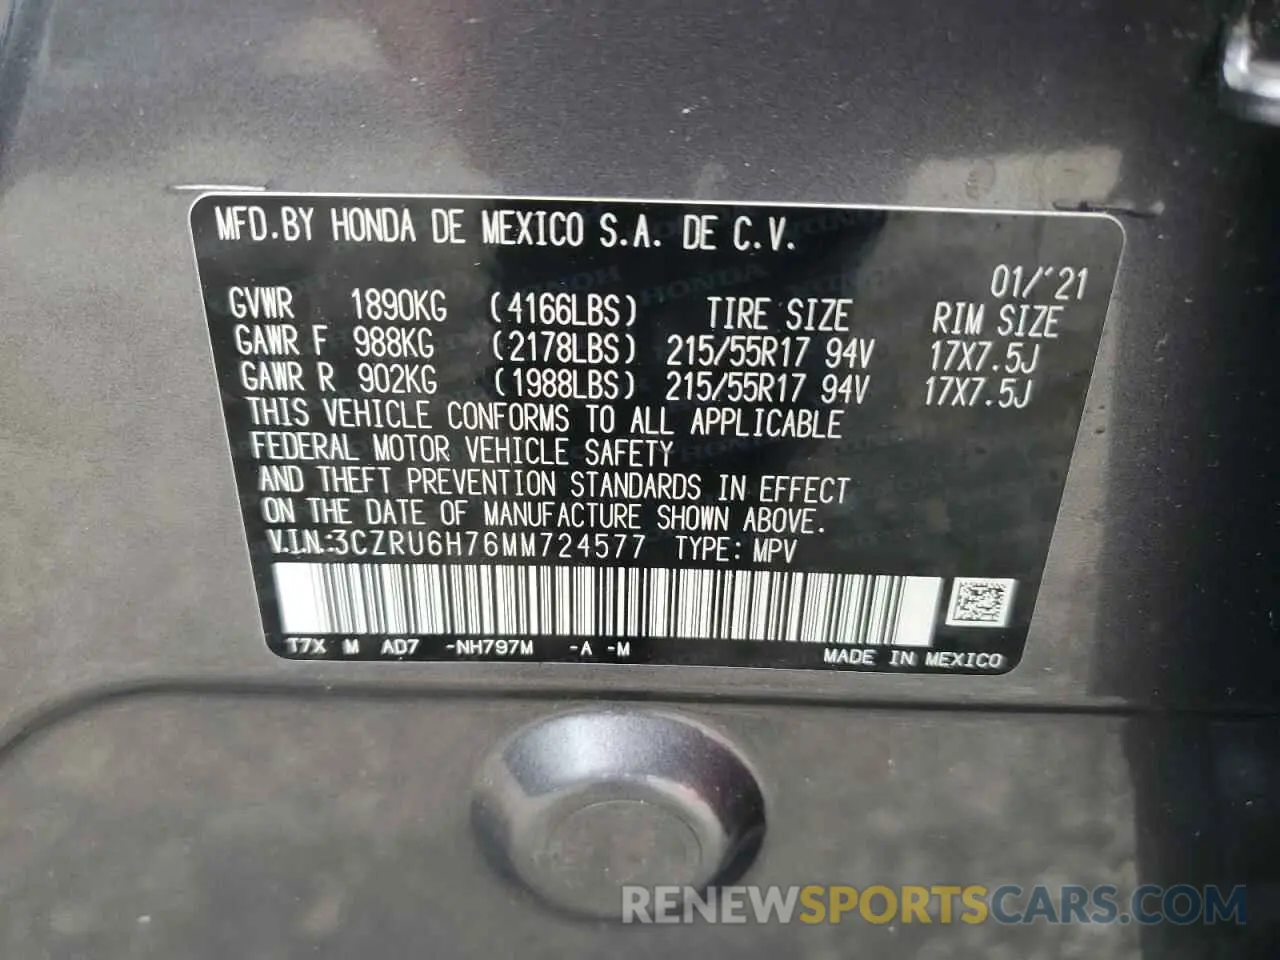 MFD.BY HONDA DE MEXICO S.A. DE C.V.
01/'21
GVWR 1890KG (4166LBS) TIRE SIZE RIM SIZE
GAWR F 988KG (2178LBS) 215/55R17 94V 17X7.5J
GAWR R 902KG (1988LBS) 215/55R17 94V 17X7.5J
THIS VEHICLE CONFORMS TO ALL APPLICABLE
FEDERAL MOTOR VEHICLE SAFETY
AND THEFT PREVENTION STANDARDS IN EFFECT
ON THE DATE OF MANUFACTURE SHOWN ABOVE.
V.I.N.:3CZRU6H76MM724577 TYPE: MPV
T7X M AD7 -NH797M -A -M
MADE IN MEXICO
RENEWSPORTSCARS.COM